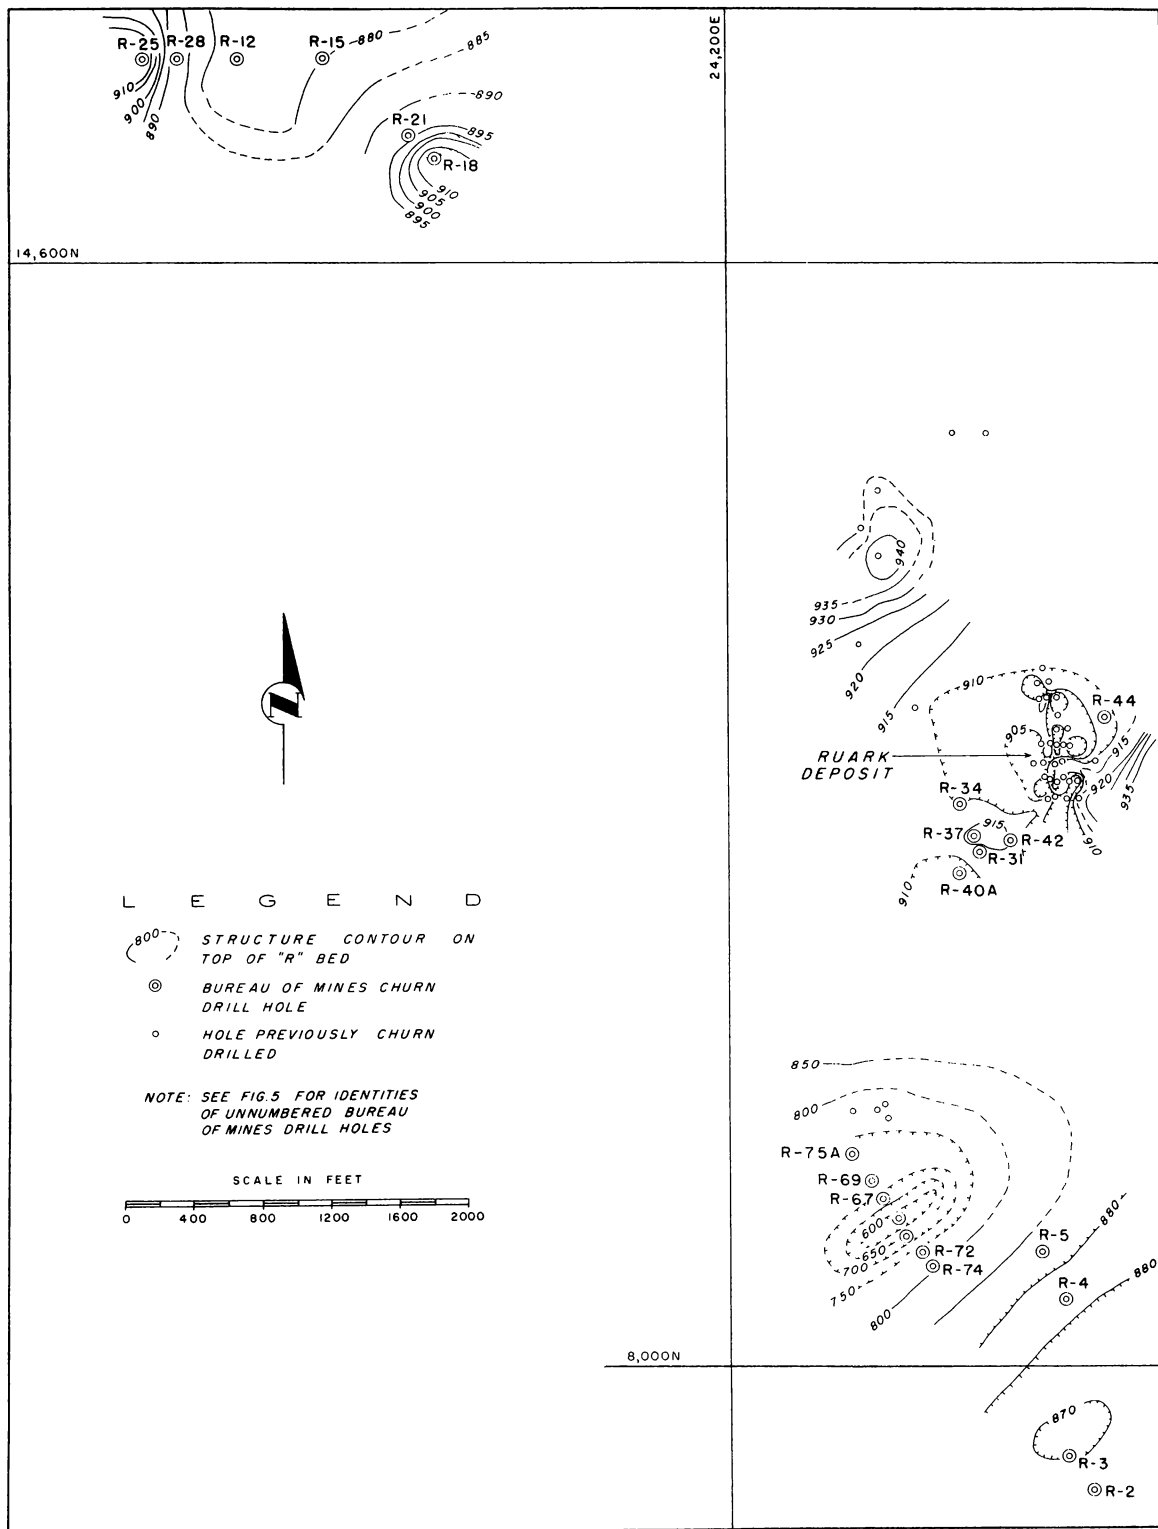 R-25 R-28 R-12 R-15
880
885
24,200E
890
R-21
895
R-18
910
900
890
910
905
900
895
14,600N
940
935
930
925
920
915
910
R-44
905
915
RUARK
DEPOSIT
920
935
R-34
915
R-37
R-42
R-31
910
910
R-40A
LEGEND
800
STRUCTURE CONTOUR ON
TOP OF "R" BED
BUREAU OF MINES CHURN
DRILL HOLE
HOLE PREVIOUSLY CHURN
DRILLED
NOTE: SEE FIG.5 FOR IDENTITIES
OF UNNUMBERED BUREAU
OF MINES DRILL HOLES
SCALE IN FEET
0 400 800 1200 1600 2000
850
800
R-75A
R-69
R-67
600
650
700
750
800
R-72
R-74
880
R-5
880
R-4
8,000N
870
R-3
R-2